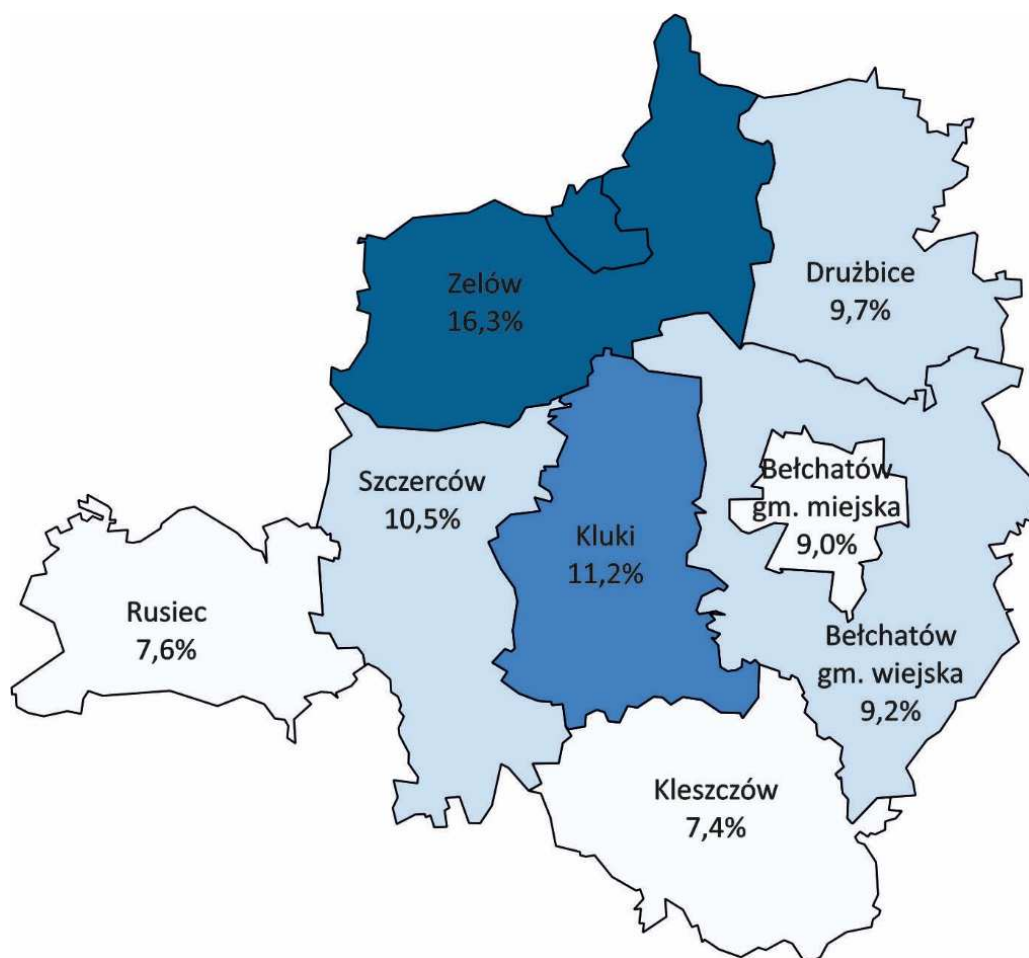 Zelów
16,3%
Drużbice
9,7%
Szczerców
10,5%
Kluki
11,2%
Bełchatów
gm. miejska
9,0%
Rusiec
7,6%
Bełchatów
gm. wiejska
9,2%
Kleszczów
7,4%